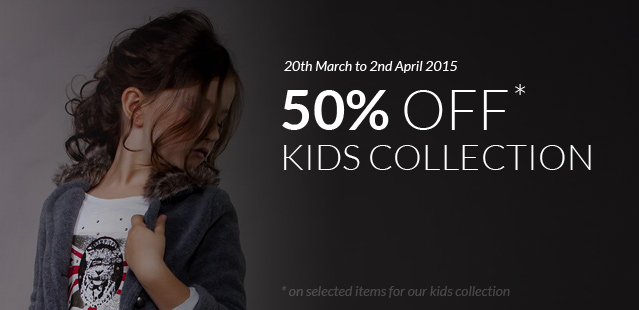 20th March to 2nd April 2015
50% OFF*
KIDS COLLECTION
* on selected items for our kids collection